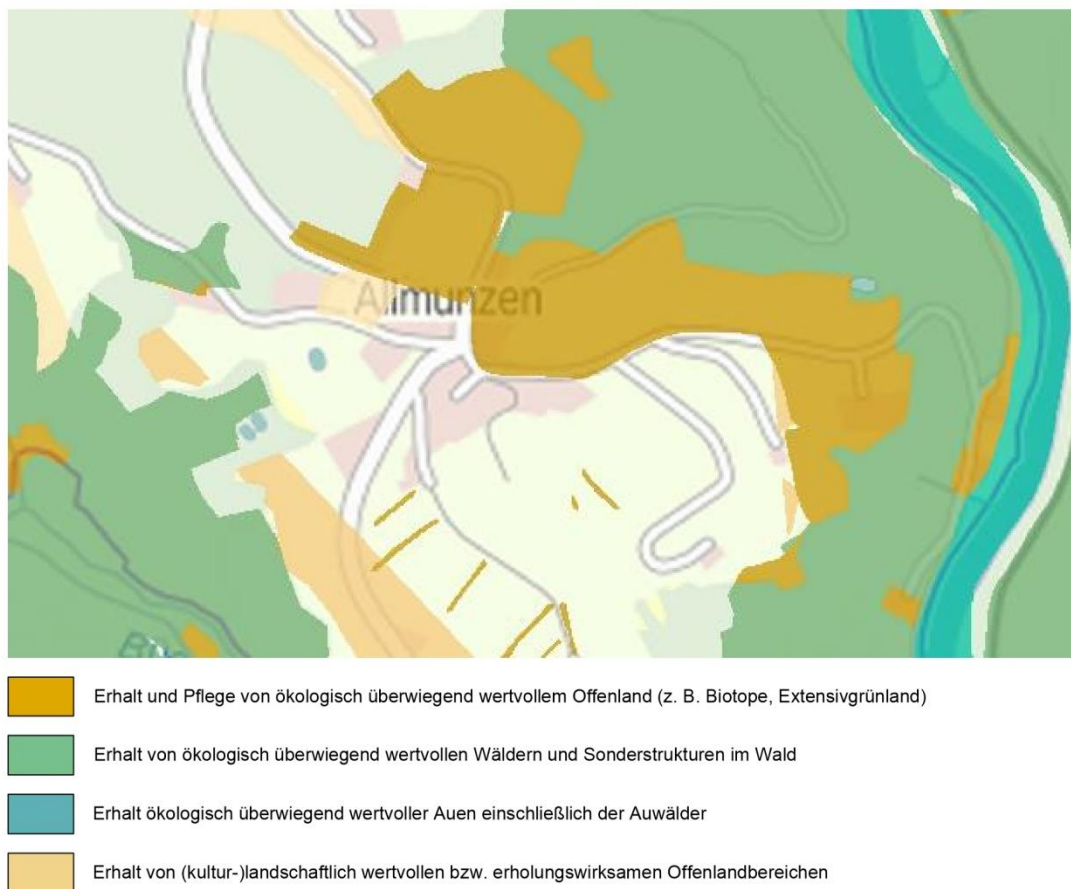 Allmunzen
Erhalt und Pflege von ökologisch überwiegend wertvollem Offenland (z. B. Biotope, Extensivgrünland)
Erhalt von ökologisch überwiegend wertvollen Wäldern und Sonderstrukturen im Wald
Erhalt ökologisch überwiegend wertvoller Auen einschließlich der Auwälder
Erhalt von (kultur-)landschaftlich wertvollen bzw. erholungswirksamen Offenlandbereichen